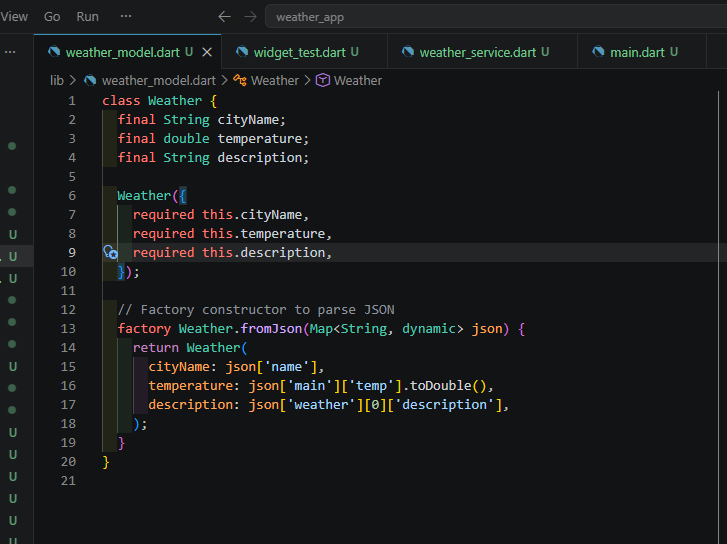 View Go Run ··· weather_app
··· weather_model.dart U widget_test.dart U weather_service.dart U main.dart U
lib > weather_model.dart > Weather > Weather
1 class Weather {
2 final String cityName;
3 final double temperature;
4 final String description;
5
6 Weather({
7 required this.cityName,
8 required this.temperature,
9 required this.description,
10 });
11
12 // Factory constructor to parse JSON
13 factory Weather.fromJson(Map<String, dynamic> json) {
14 return Weather(
15 cityName: json['name'],
16 temperature: json['main']['temp'].toDouble(),
17 description: json['weather'][0]['description'],
18 );
19 }
20 }
21
U
U
U
U
U
U
U
U
U
U